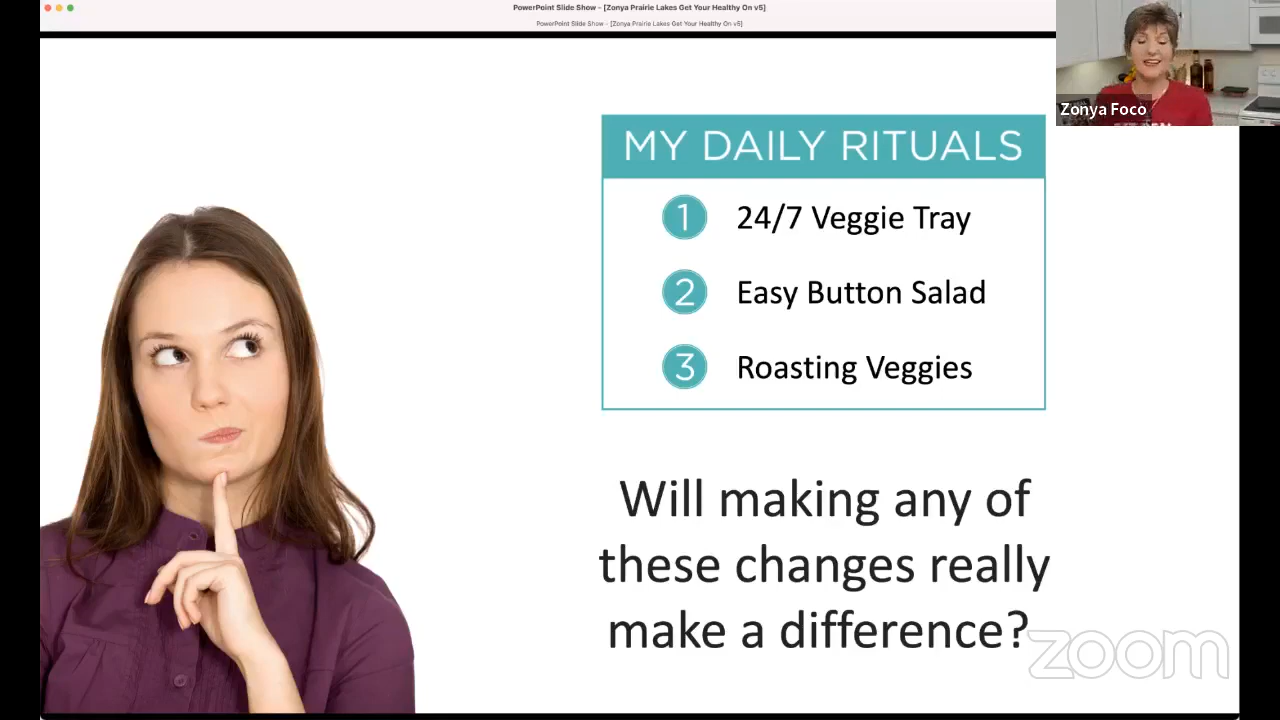 PowerPoint Slide Show - [Zonya Prairie Lakes Get Your Healthy On v5]
PowerPoint Slide Show - [Zonya Prairie Lakes Get Your Healthy On v5]
Zonya Foco
MY DAILY RITUALS
1 24/7 Veggie Tray
2 Easy Button Salad
3 Roasting Veggies
Will making any of
these changes really
make a difference?
zoom